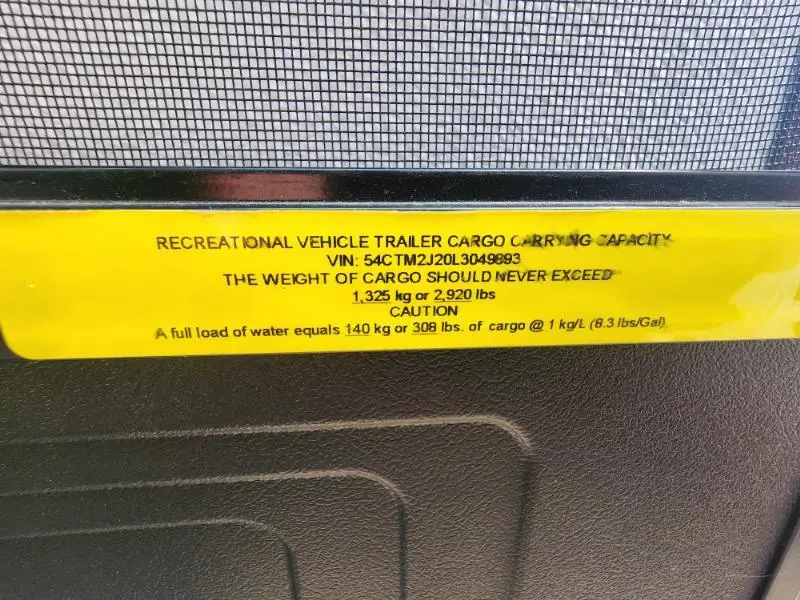 RECREATIONAL VEHICLE TRAILER CARGO CARRYING CAPACITY
VIN: 54CTM2J20L3049893
THE WEIGHT OF CARGO SHOULD NEVER EXCEED
1,325 kg or 2,920 lbs
CAUTION
A full load of water equals 140 kg or 308 lbs. of cargo @ 1 kg/L (8.3 lbs/Gal)